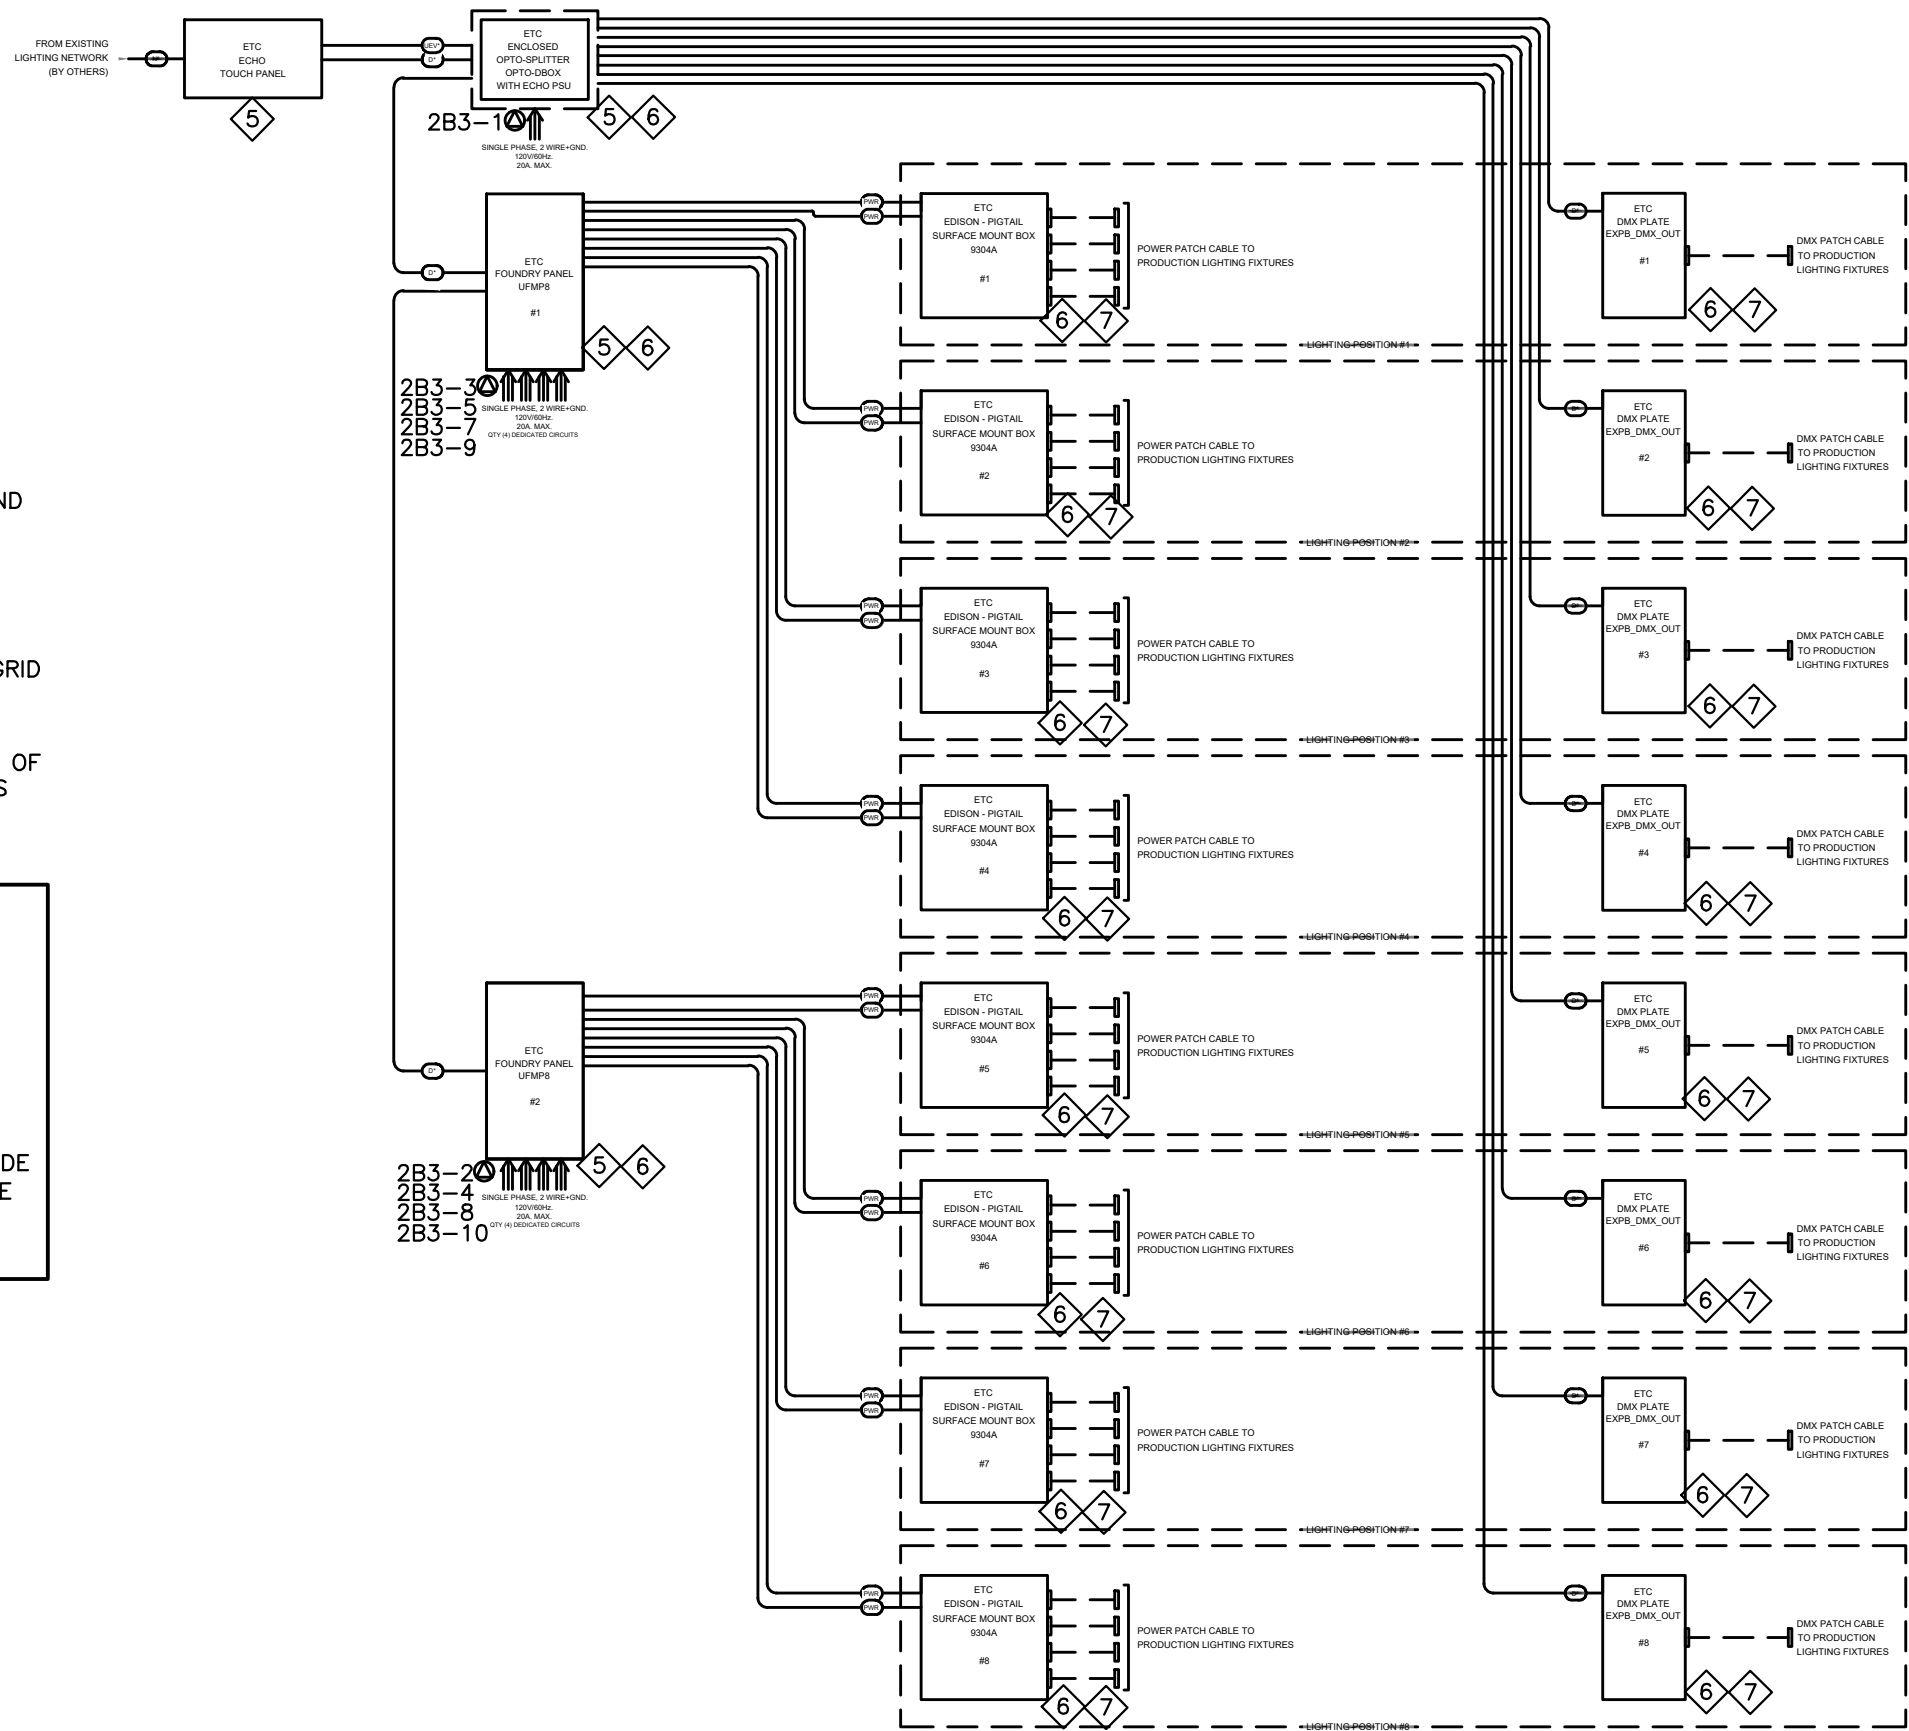 FROM EXISTING
LIGHTING NETWORK
(BY OTHERS)
N*
ETC
ECHO
TOUCH PANEL
5
UEV*
D*
ETC
ENCLOSED
OPTO-SPLITTER
OPTO-DBOX
WITH ECHO PSU
5
6
2B3-1
SINGLE PHASE, 2 WIRE+GND.
120V/60Hz.
20A. MAX.
D*
ETC
FOUNDRY PANEL
UFMP8
#1
5
6
2B3-3
2B3-5
2B3-7
2B3-9
SINGLE PHASE, 2 WIRE+GND.
120V/60Hz.
20A. MAX.
QTY (4) DEDICATED CIRCUITS
ND
GRID
OF
S
DE
E
D*
ETC
FOUNDRY PANEL
UFMP8
#2
5
6
2B3-2
2B3-4
2B3-8
2B3-10
SINGLE PHASE, 2 WIRE+GND.
120V/60Hz.
20A. MAX.
QTY (4) DEDICATED CIRCUITS
PWR
PWR
ETC
EDISON - PIGTAIL
SURFACE MOUNT BOX
9304A
#1
6
7
POWER PATCH CABLE TO
PRODUCTION LIGHTING FIXTURES
D*
ETC
DMX PLATE
EXPB_DMX_OUT
#1
6
7
DMX PATCH CABLE
TO PRODUCTION
LIGHTING FIXTURES
LIGHTING POSITION #1
PWR
PWR
ETC
EDISON - PIGTAIL
SURFACE MOUNT BOX
9304A
#2
6
7
POWER PATCH CABLE TO
PRODUCTION LIGHTING FIXTURES
D*
ETC
DMX PLATE
EXPB_DMX_OUT
#2
6
7
DMX PATCH CABLE
TO PRODUCTION
LIGHTING FIXTURES
LIGHTING POSITION #2
PWR
PWR
ETC
EDISON - PIGTAIL
SURFACE MOUNT BOX
9304A
#3
6
7
POWER PATCH CABLE TO
PRODUCTION LIGHTING FIXTURES
D*
ETC
DMX PLATE
EXPB_DMX_OUT
#3
6
7
DMX PATCH CABLE
TO PRODUCTION
LIGHTING FIXTURES
LIGHTING POSITION #3
PWR
PWR
ETC
EDISON - PIGTAIL
SURFACE MOUNT BOX
9304A
#4
6
7
POWER PATCH CABLE TO
PRODUCTION LIGHTING FIXTURES
D*
ETC
DMX PLATE
EXPB_DMX_OUT
#4
6
7
DMX PATCH CABLE
TO PRODUCTION
LIGHTING FIXTURES
LIGHTING POSITION #4
PWR
PWR
ETC
EDISON - PIGTAIL
SURFACE MOUNT BOX
9304A
#5
6
7
POWER PATCH CABLE TO
PRODUCTION LIGHTING FIXTURES
D*
ETC
DMX PLATE
EXPB_DMX_OUT
#5
6
7
DMX PATCH CABLE
TO PRODUCTION
LIGHTING FIXTURES
LIGHTING POSITION #5
PWR
PWR
ETC
EDISON - PIGTAIL
SURFACE MOUNT BOX
9304A
#6
6
7
POWER PATCH CABLE TO
PRODUCTION LIGHTING FIXTURES
D*
ETC
DMX PLATE
EXPB_DMX_OUT
#6
6
7
DMX PATCH CABLE
TO PRODUCTION
LIGHTING FIXTURES
LIGHTING POSITION #6
PWR
PWR
ETC
EDISON - PIGTAIL
SURFACE MOUNT BOX
9304A
#7
6
7
POWER PATCH CABLE TO
PRODUCTION LIGHTING FIXTURES
D*
ETC
DMX PLATE
EXPB_DMX_OUT
#7
6
7
DMX PATCH CABLE
TO PRODUCTION
LIGHTING FIXTURES
LIGHTING POSITION #7
PWR
PWR
ETC
EDISON - PIGTAIL
SURFACE MOUNT BOX
9304A
#8
6
7
POWER PATCH CABLE TO
PRODUCTION LIGHTING FIXTURES
D*
ETC
DMX PLATE
EXPB_DMX_OUT
#8
6
7
DMX PATCH CABLE
TO PRODUCTION
LIGHTING FIXTURES
LIGHTING POSITION #8